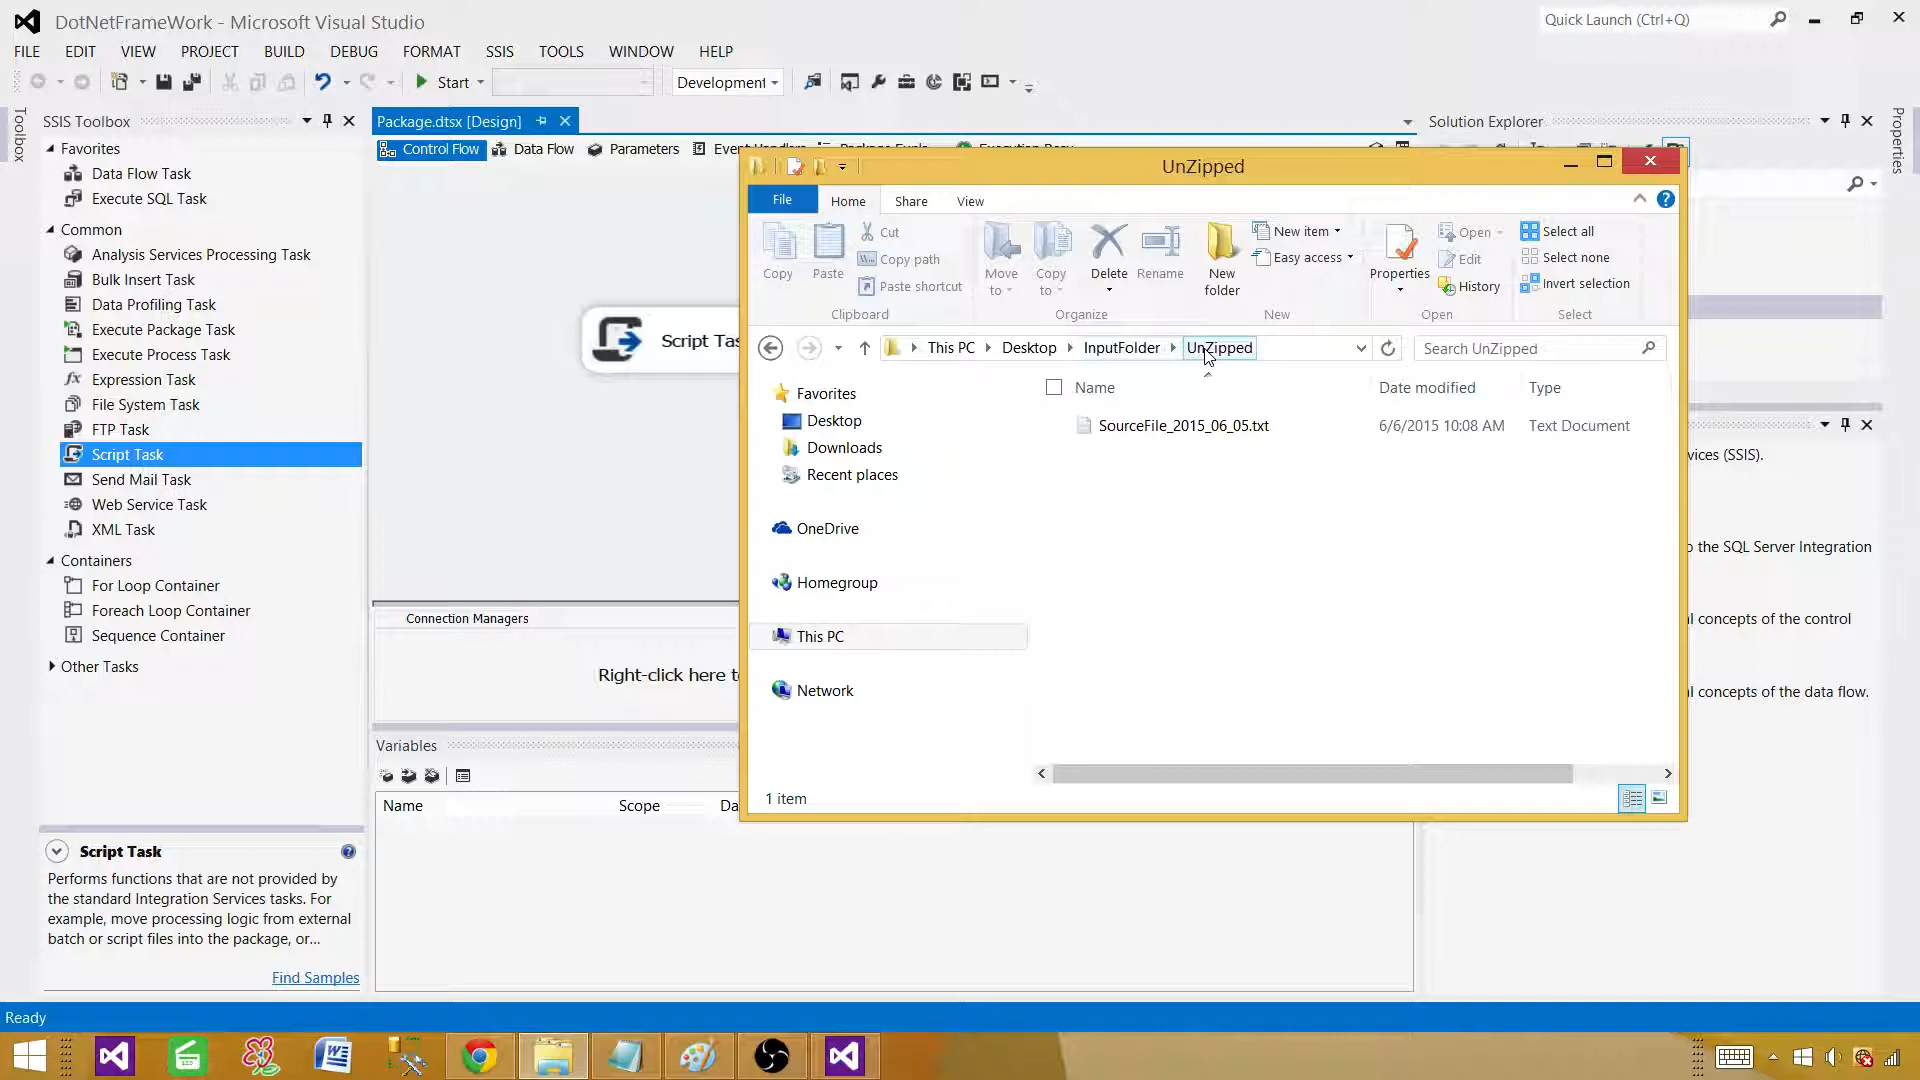 DotNetFrameWork - Microsoft Visual Studio
Quick Launch (Ctrl+Q)
FILE EDIT VIEW PROJECT BUILD DEBUG FORMAT SSIS TOOLS WINDOW HELP
Start
Development
Toolbox
SSIS Toolbox
Favorites
Data Flow Task
Execute SQL Task
Common
Analysis Services Processing Task
Bulk Insert Task
Data Profiling Task
Execute Package Task
Execute Process Task
Expression Task
File System Task
FTP Task
Script Task
Send Mail Task
Web Service Task
XML Task
Containers
For Loop Container
Foreach Loop Container
Sequence Container
Other Tasks
Script Task
Performs functions that are not provided by
the standard Integration Services tasks. For
example, move processing logic from external
batch or script files into the package, or...
Find Samples
Package.dtsx [Design]
Control Flow Data Flow Parameters
Script Tas
Connection Managers
Right-click here t
Variables
Name Scope Da
UnZipped
File Home Share View
Copy
Paste
Cut
Copy path
Paste shortcut
Clipboard
Move
to
Copy
to
Delete
Rename
Organize
New
folder
New item
Easy access
New
Properties
Open
Edit
History
Open
Select all
Select none
Invert selection
Select
This PC Desktop InputFolder UnZipped
Search UnZipped
Favorites
Desktop
Downloads
Recent places
OneDrive
Homegroup
This PC
Network
Name Date modified Type
SourceFile_2015_06_05.txt 6/6/2015 10:08 AM Text Document
1 item
Solution Explorer
Properties
vices (SSIS).
the SQL Server Integration
l concepts of the control
l concepts of the data flow.
Ready